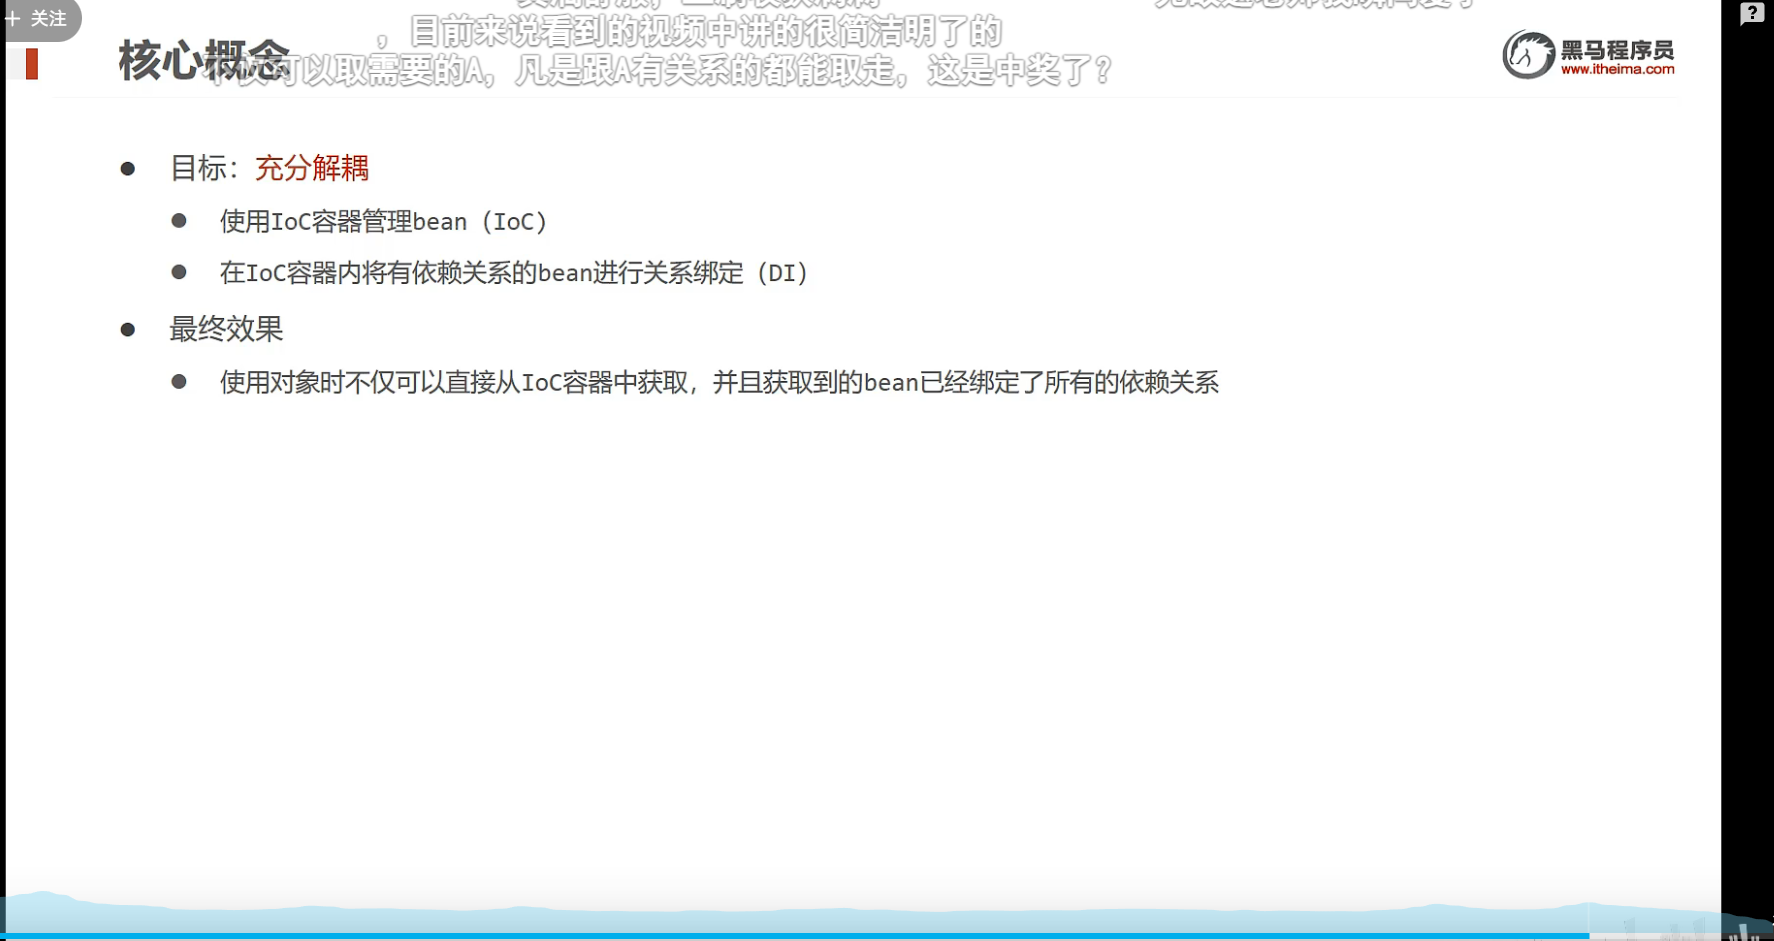 + 关注
，目前来说看到的视频中讲的很简洁明了的
核心概念
可以取需要的A，凡是跟A有关系的都能取走，这是中奖了？
黑马程序员
www.itheima.com
?
● 目标：充分解耦
● 使用IoC容器管理bean（IoC）
● 在IoC容器内将有依赖关系的bean进行关系绑定（DI）
● 最终效果
● 使用对象时不仅可以直接从IoC容器中获取，并且获取到的bean已经绑定了所有的依赖关系